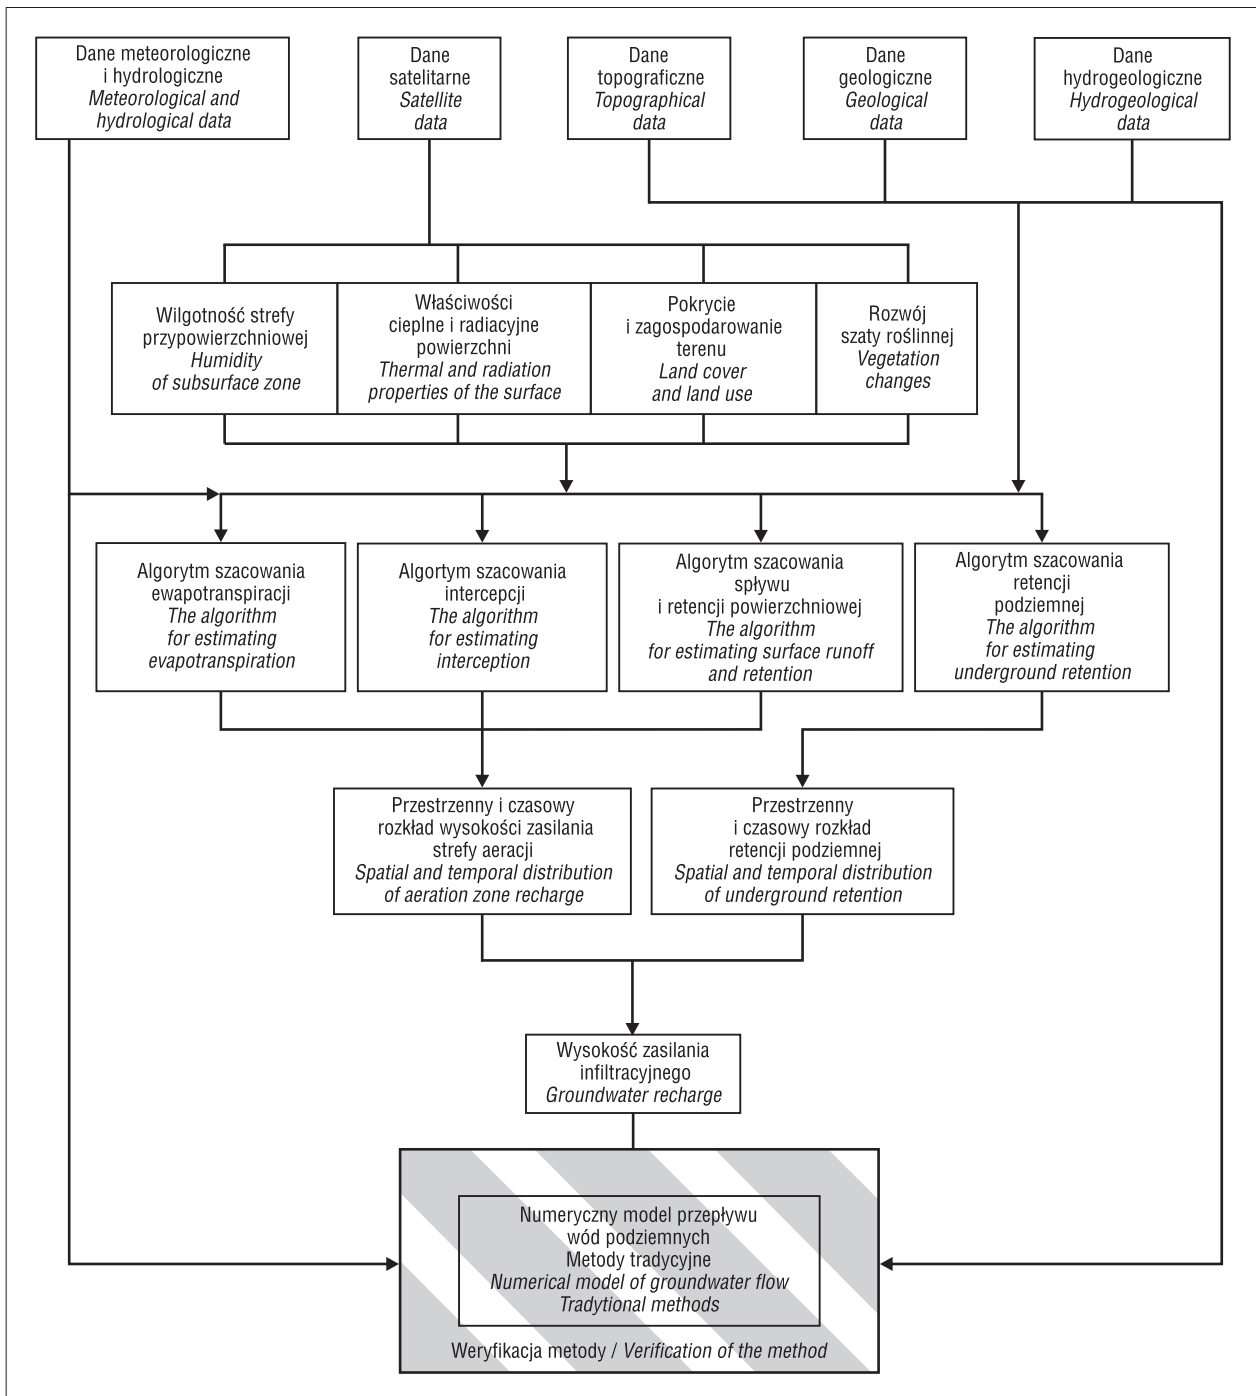 Dane meteorologiczne
i hydrologiczne
Meteorological and
hydrological data
Dane
satelitarne
Satellite
data
Dane
topograficzne
Topographical
data
Dane
geologiczne
Geological
data
Dane
hydrogeologiczne
Hydrogeological
data
Wilgotność strefy
przypowierzchniowej
Humidity
of subsurface zone
Właściwości
cieplne i radiacyjne
powierzchni
Thermal and radiation
properties of the surface
Pokrycie
i zagospodarowanie
terenu
Land cover
and land use
Rozwój
szaty roślinnej
Vegetation
changes
Algorytm szacowania
ewapotranspiracji
The algorithm
for estimating
evapotranspiration
Algortym szacowania
intercepcji
The algorithm
for estimating
interception
Algorytm szacowania
spływu
i retencji powierzchniowej
The algorithm
for estimating surface runoff
and retention
Algorytm szacowania
retencji
podziemnej
The algorithm
for estimating
underground retention
Przestrzenny i czasowy
rozkład wysokości zasilania
strefy aeracji
Spatial and temporal distribution
of aeration zone recharge
Przestrzenny
i czasowy rozkład
retencji podziemnej
Spatial and temporal distribution
of underground retention
Wysokość zasilania
infiltracyjnego
Groundwater recharge
Numeryczny model przepływu
wód podziemnych
Metody tradycyjne
Numerical model of groundwater flow
Tradytional methods
Weryfikacja metody / Verification of the method